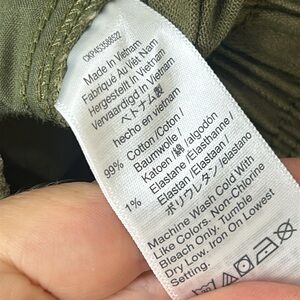 Made In Vietnam
Fabriqué Au Viêt Nam
Hergestellt in Vietnam
Vervaardigd In Vietnam
ベトナム製
hecho en vietnam
99% Cotton/Coton/
Baumwolle/
Katoen/綿/algodón
1% Elastane/Elasthanne/
Elastan/Elastaan/
ポリウレタン/elastano
Machine Wash Cold With
Like Colors. Non-Chlorine
Bleach Only. Tumble
Dry Low. Iron On Lowest
Setting.